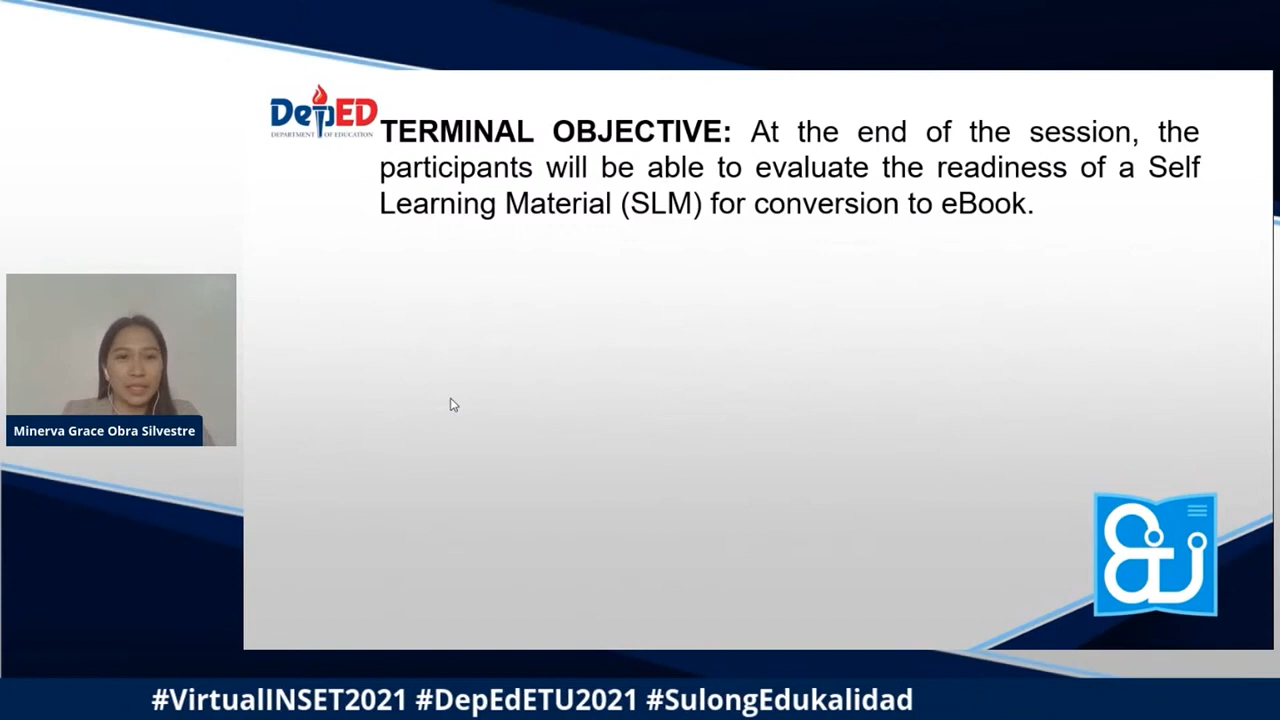 DepED
DEPARTMENT OF EDUCATION
TERMINAL OBJECTIVE: At the end of the session, the
participants will be able to evaluate the readiness of a Self
Learning Material (SLM) for conversion to eBook.
Minerva Grace Obra Silvestre
ETU
#VirtualINSET2021 #DepEdETU2021 #SulongEdukalidad